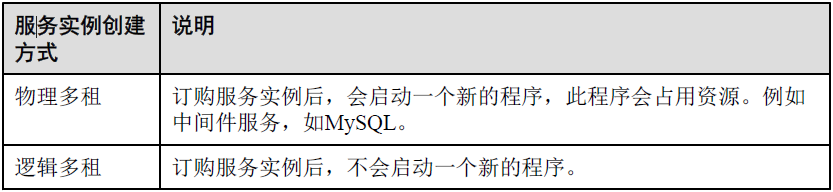 服务实例创建
方式
说明
物理多租
订购服务实例后，会启动一个新的程序，此程序会占用资源。例如
中间件服务，如MySQL。
逻辑多租
订购服务实例后，不会启动一个新的程序。